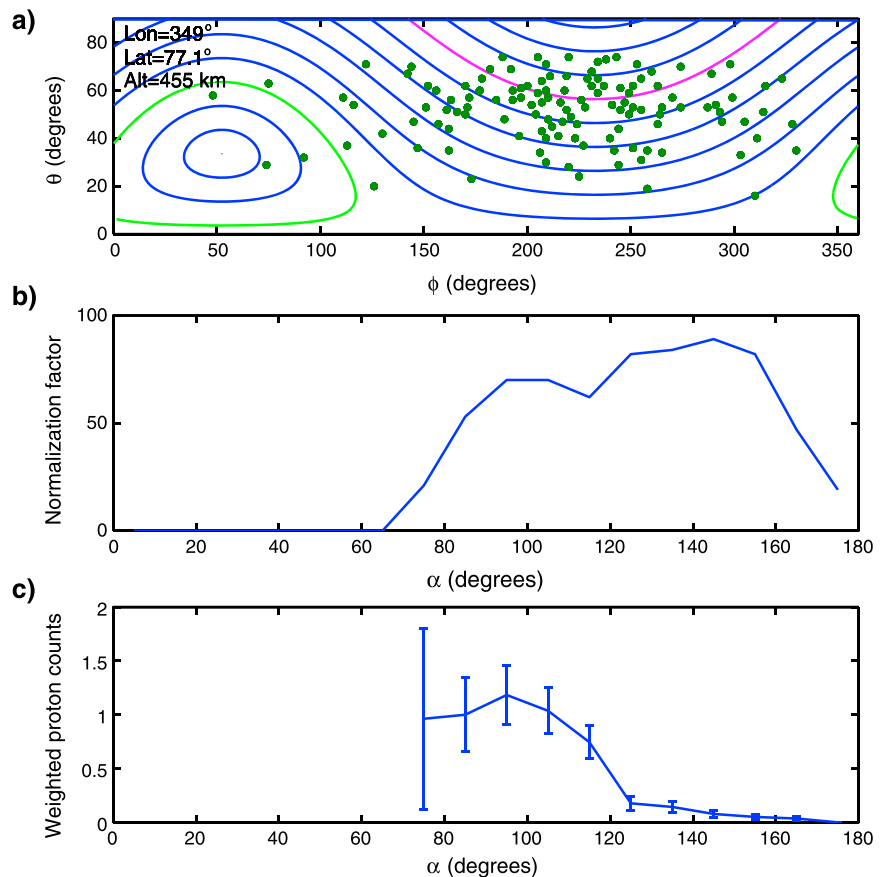 a)
Lon=349°
Lat=77.1°
Alt=455 km
θ (degrees)
80
60
40
20
0
0 50 100 150 200 250 300 350
ϕ (degrees)
b)
Normalization factor
100
50
0
0 20 40 60 80 100 120 140 160 180
α (degrees)
c)
Weighted proton counts
2
1.5
1
0.5
0
0 20 40 60 80 100 120 140 160 180
α (degrees)